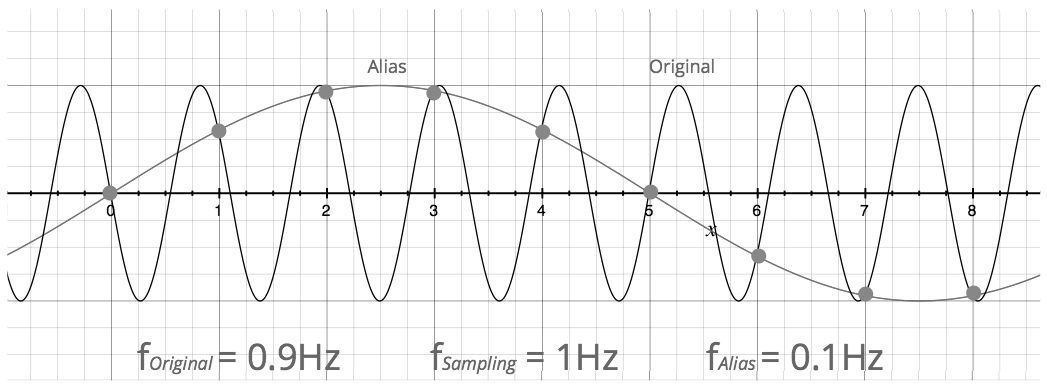 Alias Original
0 1 2 3 4 5 6 7 8
x
fOriginal = 0.9Hz fSampling = 1Hz fAlias = 0.1Hz